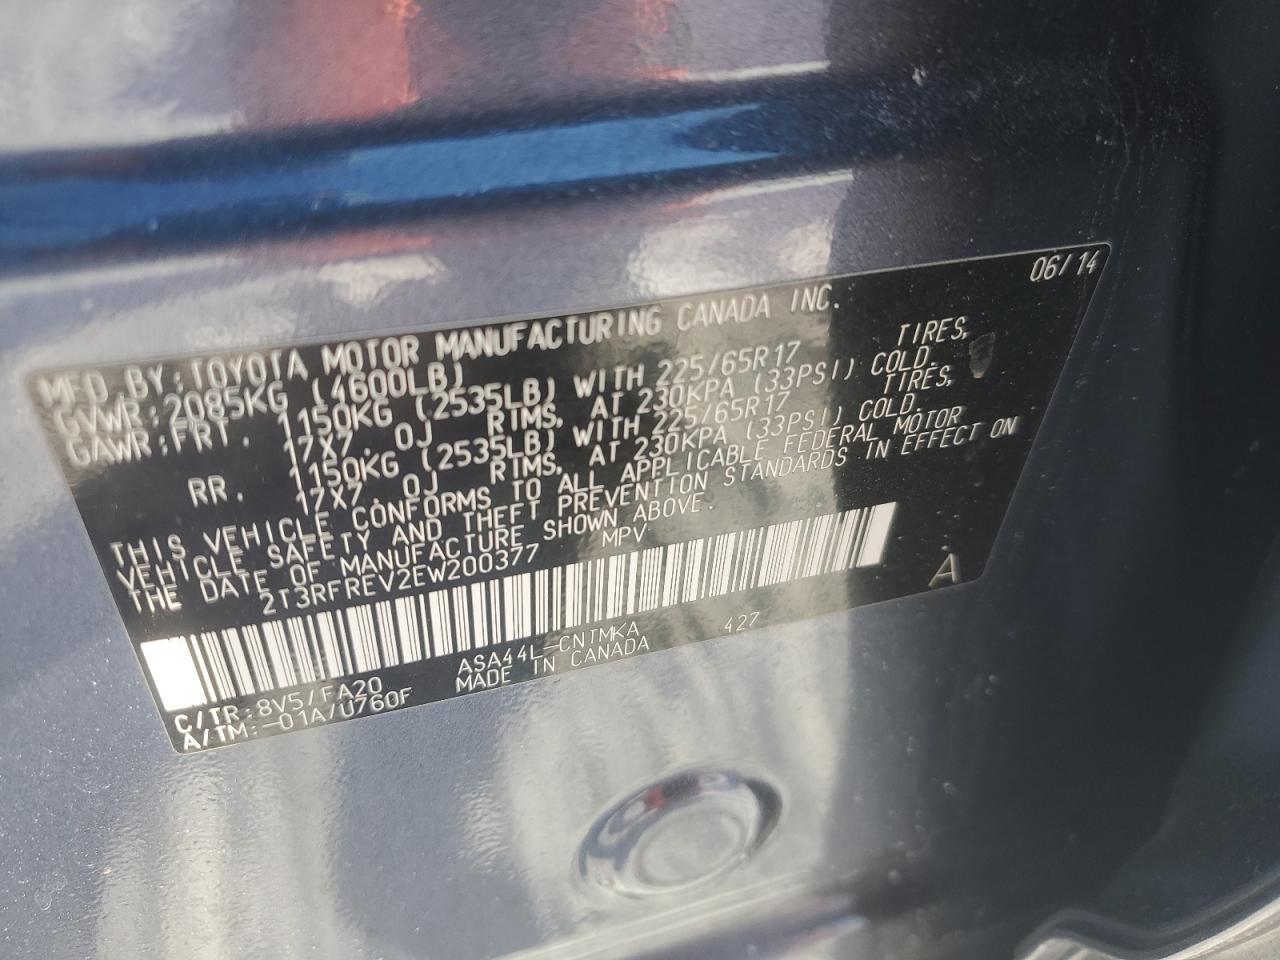 06/14
MFD.BY:TOYOTA MOTOR MANUFACTURING CANADA INC.
GVWR:2085KG (4600LB)
GAWR:FRT. 1150KG (2535LB) WITH 225/65R17 TIRES,
17X7.0J RIMS, AT 230KPA (33PSI) COLD.
RR. 1150KG (2535LB) WITH 225/65R17 TIRES,
17X7.0J RIMS, AT 230KPA (33PSI) COLD.
THIS VEHICLE CONFORMS TO ALL APPLICABLE FEDERAL MOTOR
VEHICLE SAFETY AND THEFT PREVENTION STANDARDS IN EFFECT ON
THE DATE OF MANUFACTURE SHOWN ABOVE.
2T3RFREV2EW200377 MPV
A
C/TR:8V5/FA20 ASA44L-CNTMKA 427
A/TM:-01A/U760F MADE IN CANADA